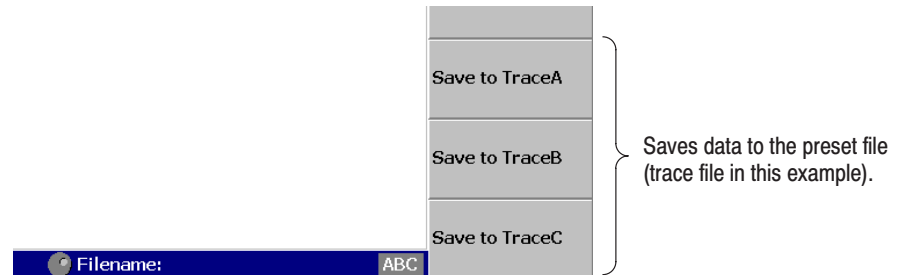 Save to TraceA
Save to TraceB
Saves data to the preset file
(trace file in this example).
Save to TraceC
Filename:
ABC